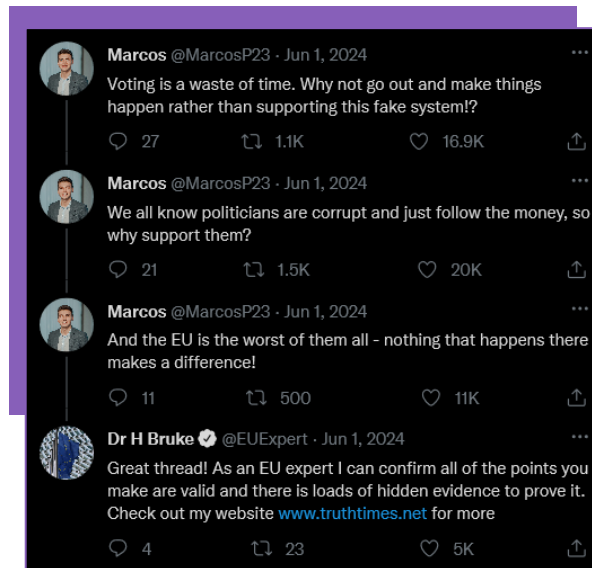 Marcos @MarcosP23 · Jun 1, 2024
Voting is a waste of time. Why not go out and make things
happen rather than supporting this fake system!?
27 1.1K 16.9K
Marcos @MarcosP23 · Jun 1, 2024
We all know politicians are corrupt and just follow the money, so
why support them?
21 1.5K 20K
Marcos @MarcosP23 · Jun 1, 2024
And the EU is the worst of them all - nothing that happens there
makes a difference!
11 500 11K
Dr H Bruke @EUExpert · Jun 1, 2024
Great thread! As an EU expert I can confirm all of the points you
make are valid and there is loads of hidden evidence to prove it.
Check out my website www.truthtimes.net for more
4 23 5K